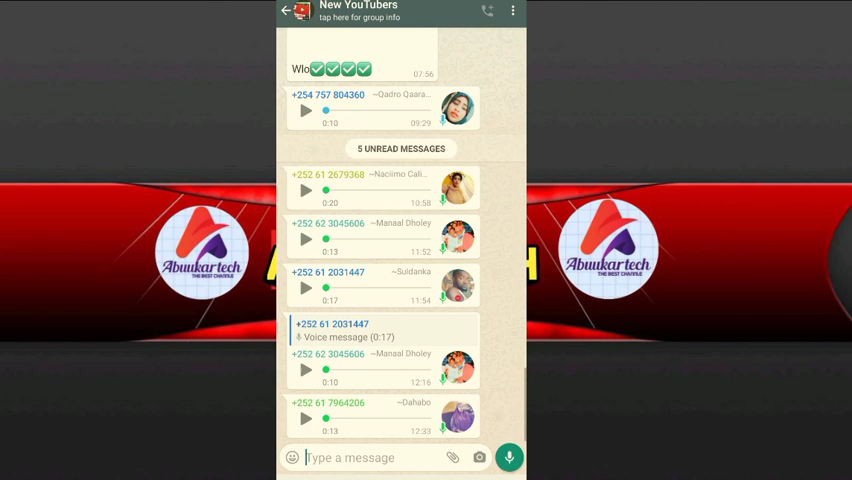 New YouTubers
tap here for group info
Wlo✅✅✅✅
07:56
+254 757 804360 ~Qadro Qaara...
0:10 09:29
5 UNREAD MESSAGES
+252 61 2679368 ~Naciimo Cali...
0:20 10:58
+252 62 3045606 ~Manaal Dholey
0:13 11:52
+252 61 2031447 ~Suldanka
0:17 11:54
+252 61 2031447
Voice message (0:17)
+252 62 3045606 ~Manaal Dholey
0:10 12:16
+252 61 7964206 ~Dahabo
0:13 12:33
Type a message
Abuukartech
THE BEST CHANNEL
Abuukartech
THE BEST CHANNEL
A
H